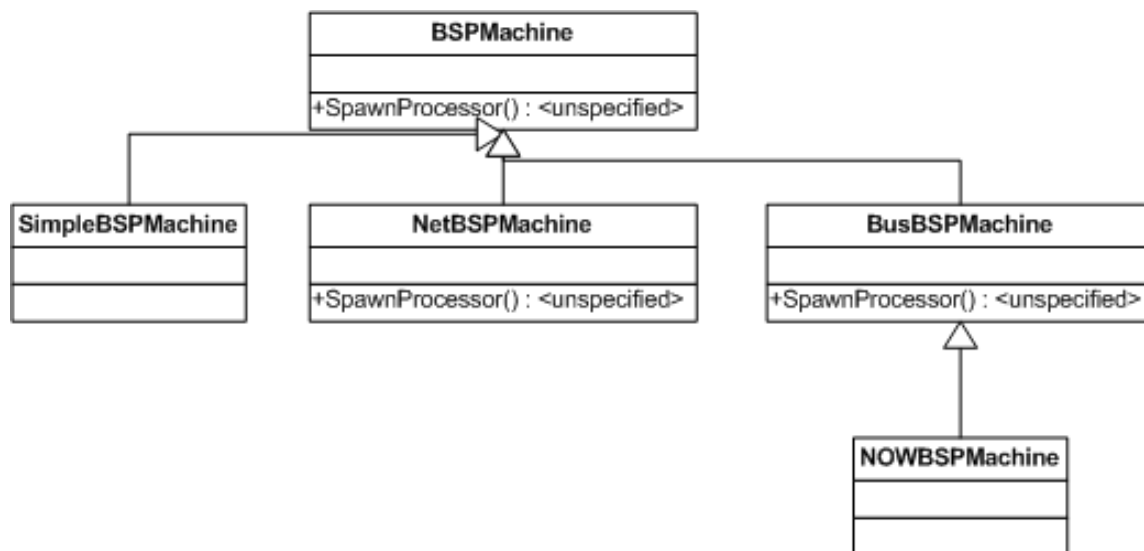 BSPMachine
+SpawnProcessor() : <unspecified>
SimpleBSPMachine
NetBSPMachine
+SpawnProcessor() : <unspecified>
BusBSPMachine
+SpawnProcessor() : <unspecified>
NOWBSPMachine